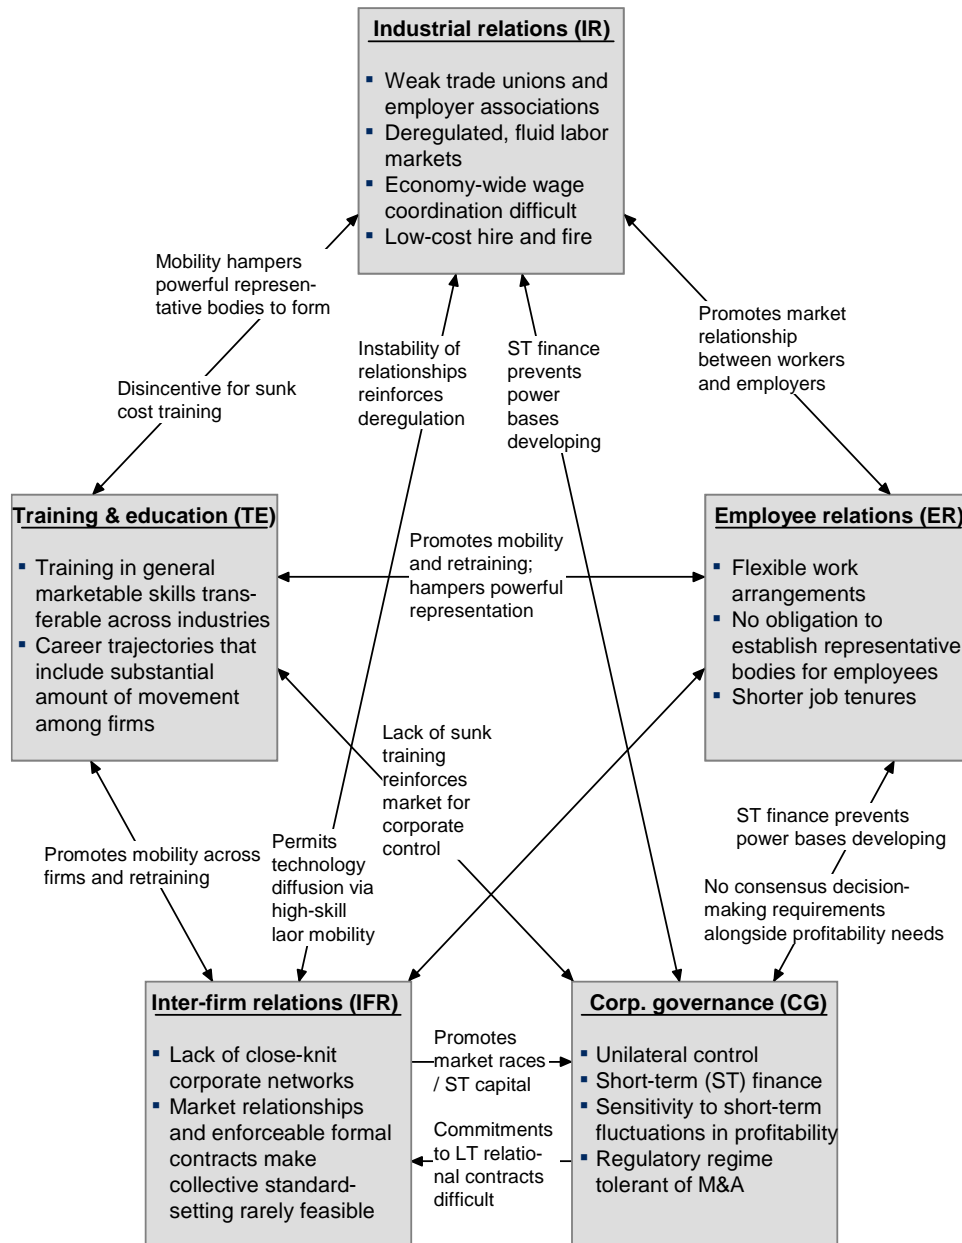 Industrial relations (IR)
▪ Weak trade unions and
employer associations
▪ Deregulated, fluid labor
markets
▪ Economy-wide wage
coordination difficult
▪ Low-cost hire and fire
Mobility hampers
powerful represen-
tative bodies to form
Disincentive for sunk
cost training
Instability of
relationships
reinforces
deregulation
ST finance
prevents
power
bases
developing
Promotes market
relationship
between workers
and employers
Training & education (TE)
▪ Training in general
marketable skills trans-
ferable across industries
▪ Career trajectories that
include substantial
amount of movement
among firms
Promotes mobility
and retraining;
hampers powerful
representation
Employee relations (ER)
▪ Flexible work
arrangements
▪ No obligation to
establish representative
bodies for employees
▪ Shorter job tenures
Lack of sunk
training
reinforces
market for
corporate
control
Promotes mobility across
firms and retraining
Permits
technology
diffusion via
high-skill
laor mobility
ST finance prevents
power bases developing
No consensus decision-
making requirements
alongside profitability needs
Inter-firm relations (IFR)
▪ Lack of close-knit
corporate networks
▪ Market relationships
and enforceable formal
contracts make
collective standard-
setting rarely feasible
Promotes
market races
/ ST capital
Commitments
to LT relatio-
nal contracts
difficult
Corp. governance (CG)
▪ Unilateral control
▪ Short-term (ST) finance
▪ Sensitivity to short-term
fluctuations in profitability
▪ Regulatory regime
tolerant of M&A